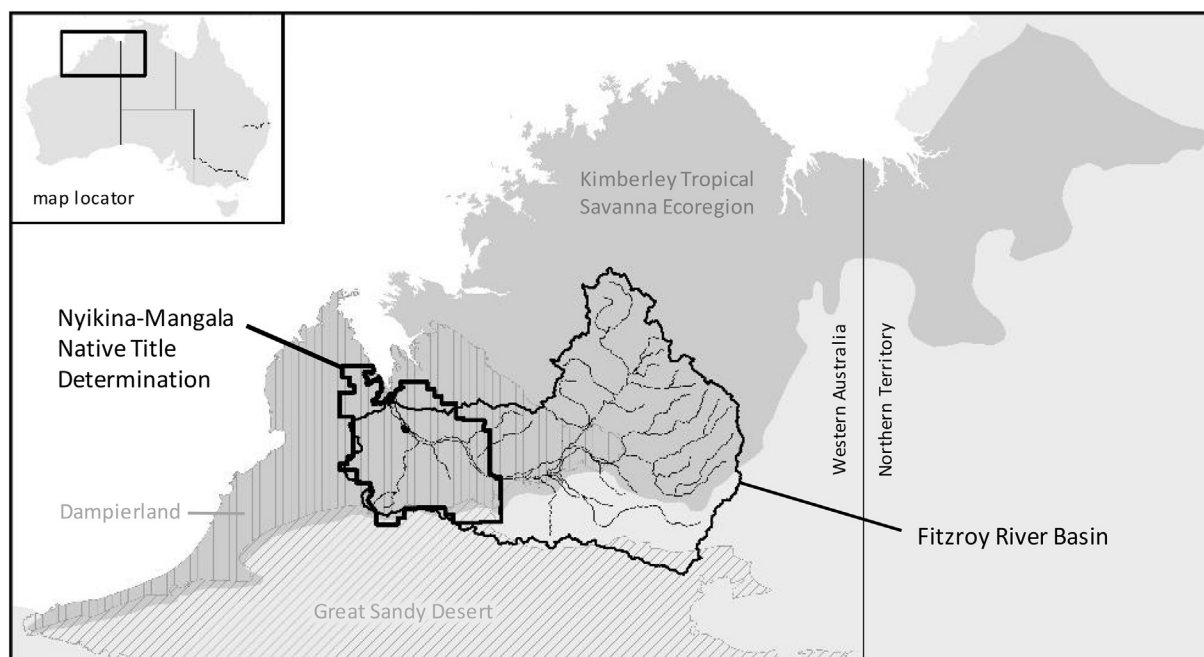 map locator
Kimberley Tropical
Savanna Ecoregion
Nyikina-Mangala
Native Title
Determination
Western Australia
Northern Territory
Dampierland
Fitzroy River Basin
Great Sandy Desert